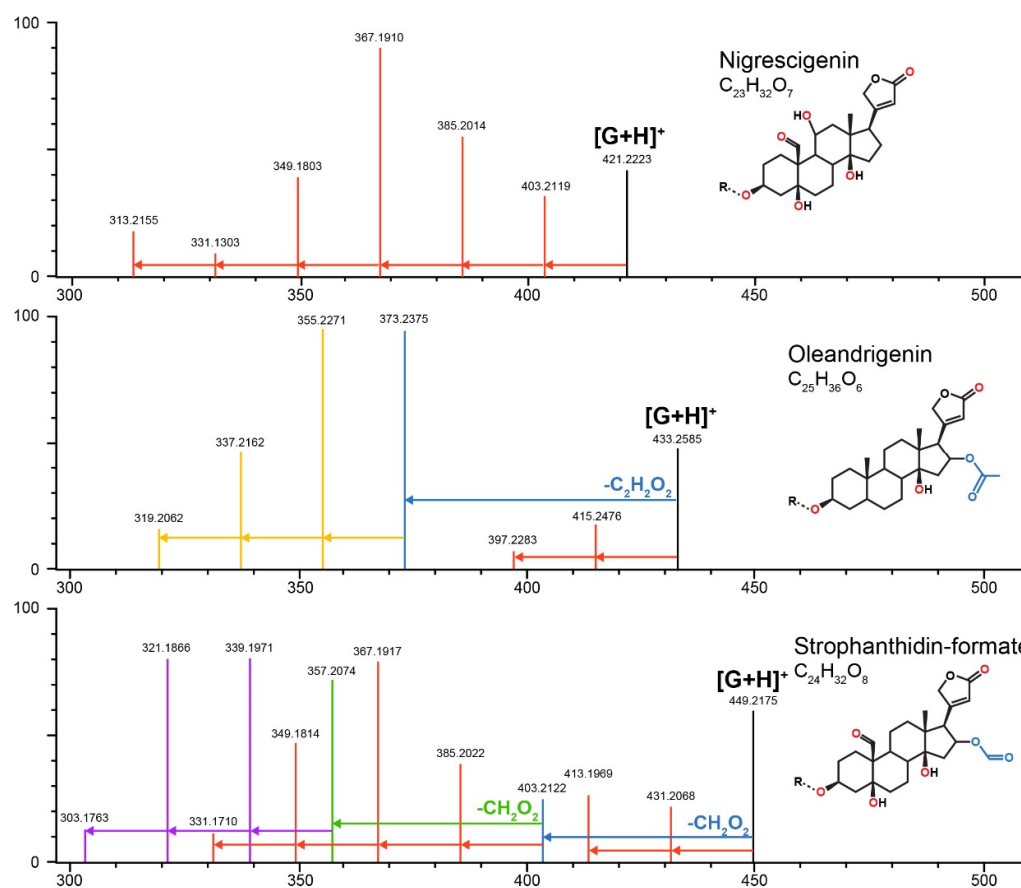 100
367.1910
Nigrescigenin
C23H32O7
O
O
HO
O
385.2014
[G+H]+
421.2223
349.1803
403.2119
OH
R
O
OH
313.2155
331.1303
0
300
350
400
450
500
100
355.2271
373.2375
Oleandrigenin
C25H36O6
O
O
[G+H]+
433.2585
337.2162
-C2H2O2
O
OH
O
R
O
319.2062
415.2476
397.2283
0
300
350
400
450
500
100
321.1866
339.1971
357.2074
367.1917
Strophanthidin-formate
C24H32O8
[G+H]+
449.2175
O
O
349.1814
385.2022
O
O
O
403.2122
413.1969
431.2068
OH
-CH2O2
-CH2O2
R
O
OH
303.1763
331.1710
0
300
350
400
450
500